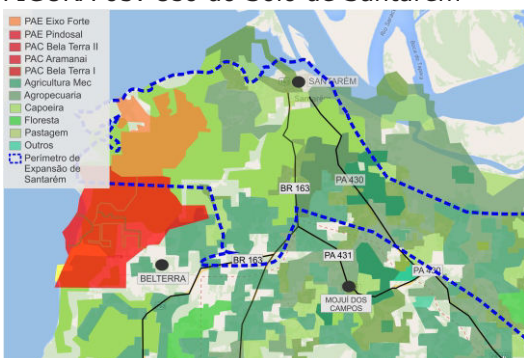 PAE Eixo Forte
PAE Pindosal
PAC Bela Terra II
PAC Aramanai
PAC Bela Terra I
Agricultura Mec
Agropecuaria
Capoeira
Floresta
Pastagem
Outros
Perímetro de
Expansão de
Santarém
SANTARÉM
BR 163
PA 430
BR 163
PA 431
BELTERRA
MOJUÍ DOS
CAMPOS